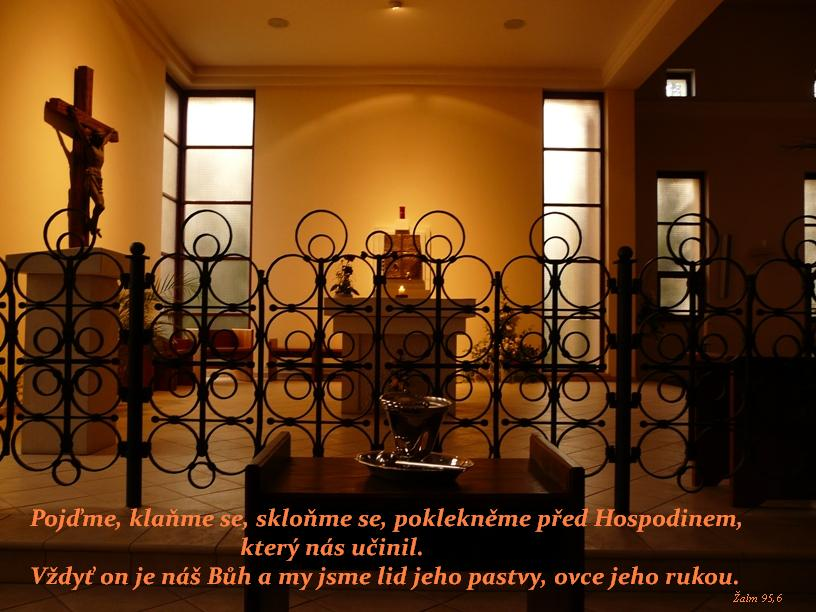 Pojďme, klaňme se, skloňme se, poklekněme před Hospodinem,
který nás učinil.
Vždyť on je náš Bůh a my jsme lid jeho pastvy, ovce jeho rukou.
Žalm 95,6